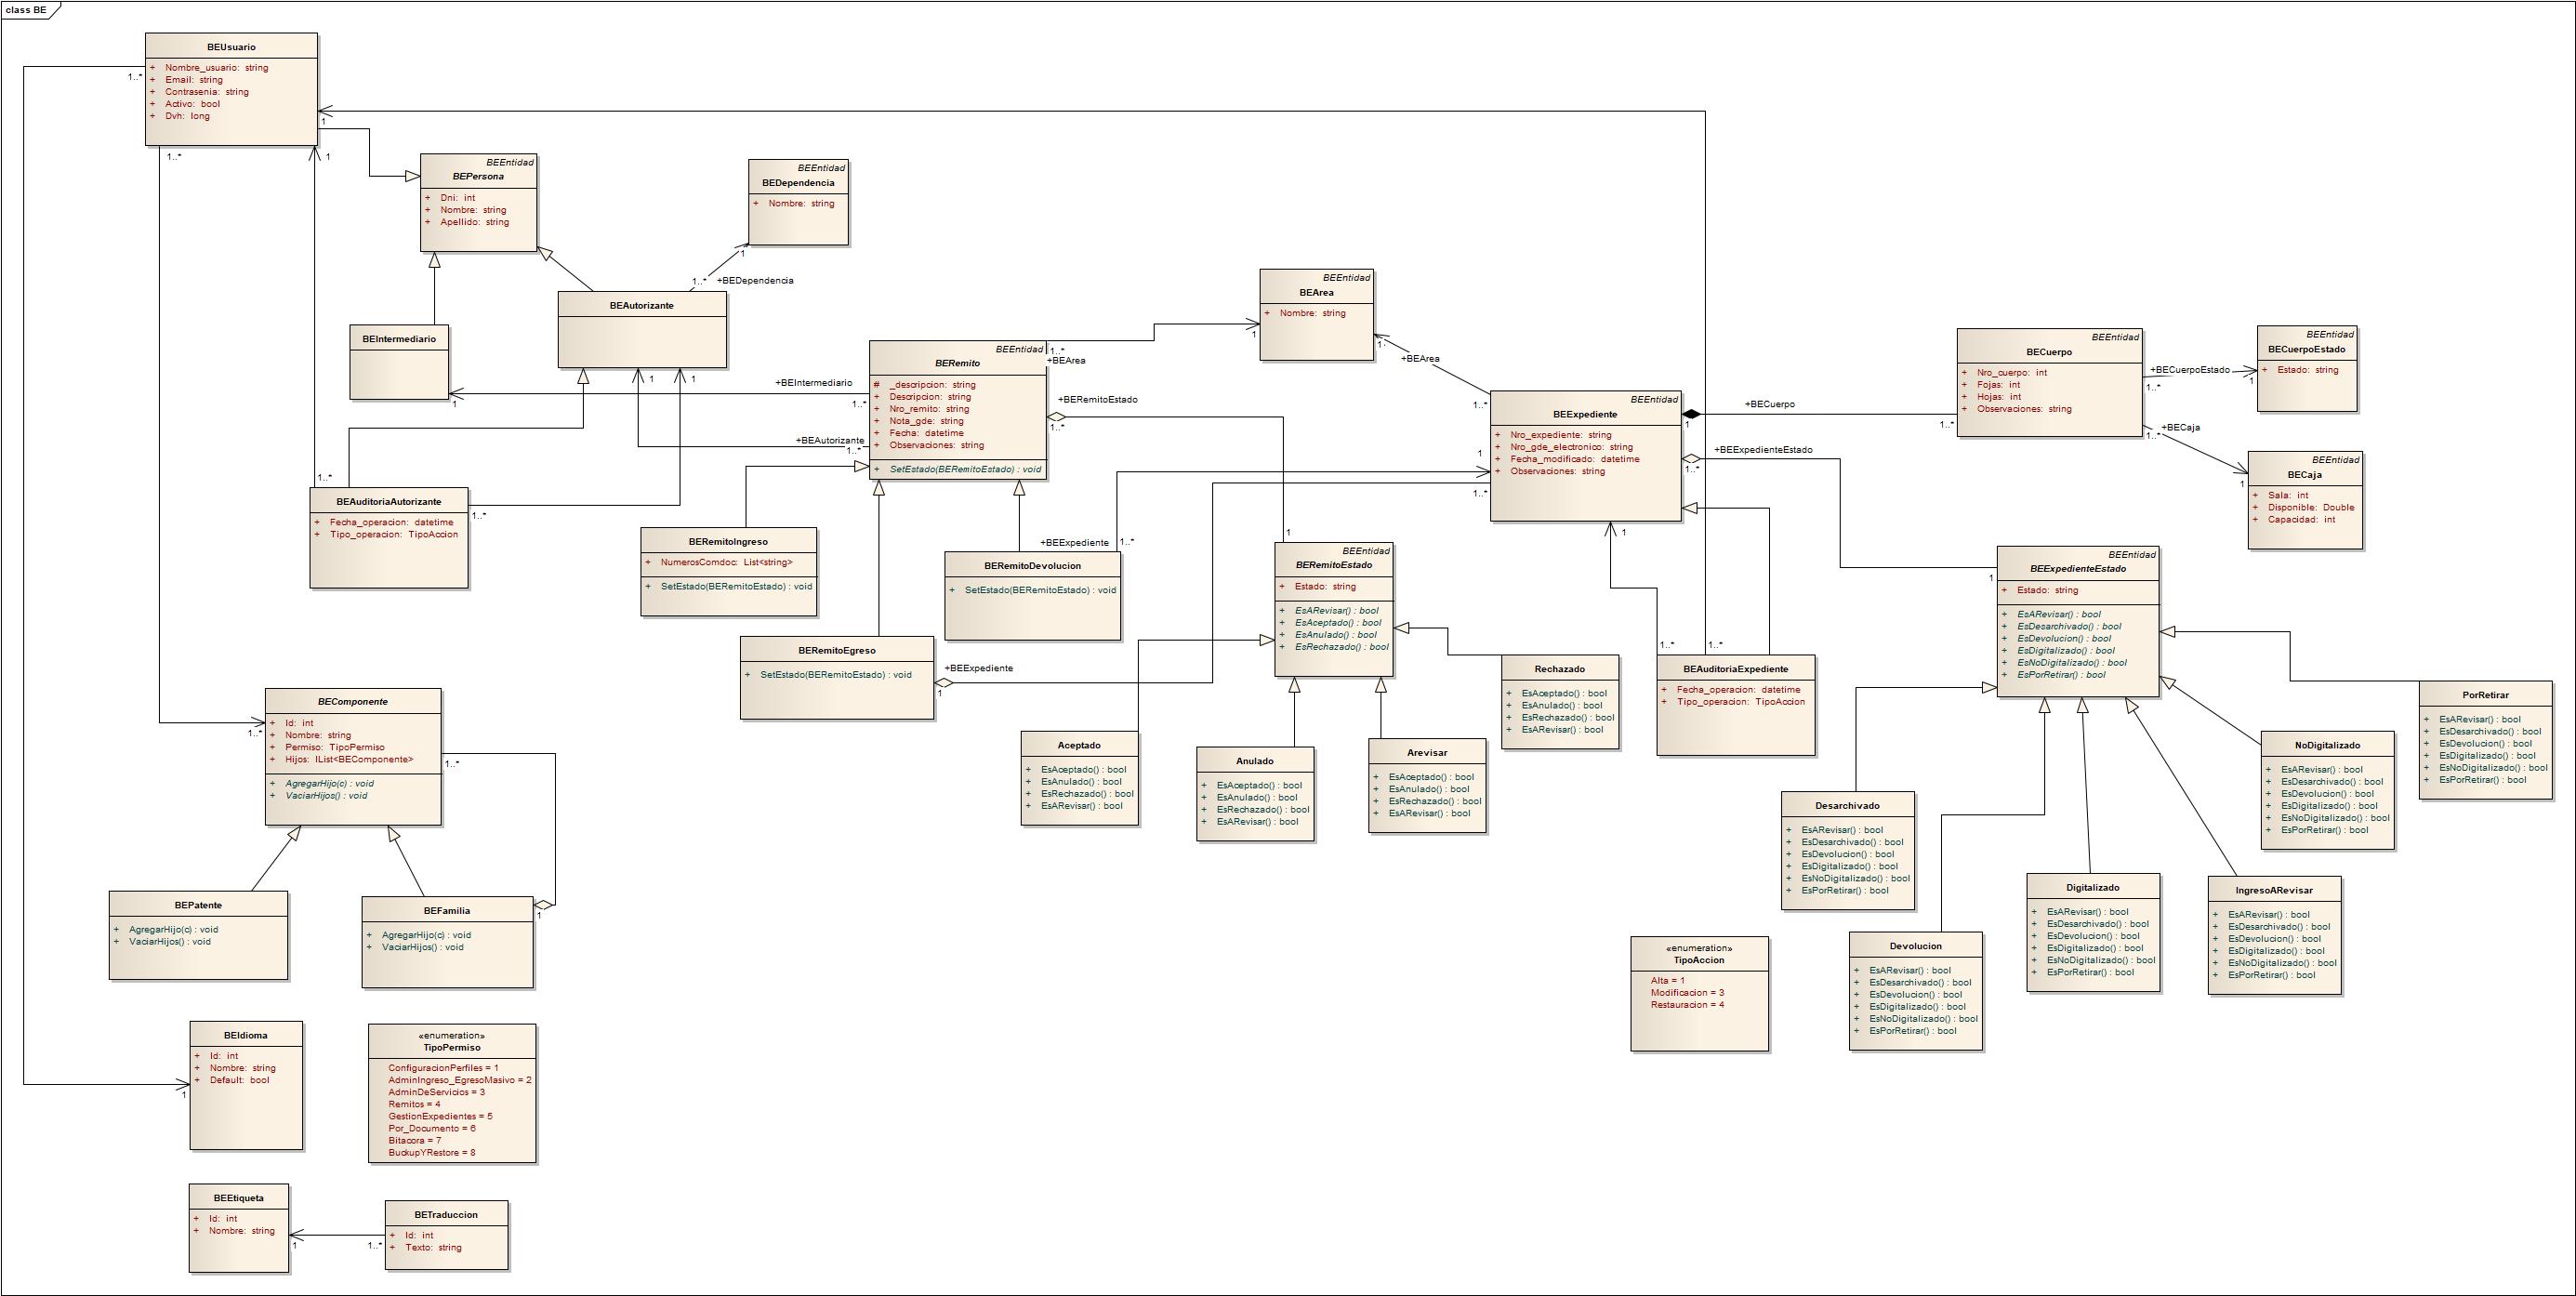 class BE
BEUsuario
+ Nombre_usuario: string
+ Email: string
+ Contrasenia: string
+ Activo: bool
+ Dvh: long
1..*
1
1..*
1
BEEntidad
BEPersona
+ Dni: int
+ Nombre: string
+ Apellido: string
BEEntidad
BEDependencia
+ Nombre: string
1
1..*
+BEDependencia
BEAutorizante
1
1
BEIntermediario
1
+BEIntermediario
1..*
+BEAutorizante
1..*
BEEntidad
BERemito
# _descripcion: string
+ Descripcion: string
+ Nro_remito: string
+ Nota_gde: string
+ Fecha: datetime
+ Observaciones: string
+ SetEstado(BERemitoEstado) : void
1..*
+BEArea
+BERemitoEstado
1..*
BEEntidad
BEArea
+ Nombre: string
1
1
+BEArea
1..*
BEEntidad
BEExpediente
+ Nro_expediente: string
+ Nro_gde_electronico: string
+ Fecha_modificado: datetime
+ Observaciones: string
1
1..*
1
+BECuerpo
1..*
+BEExpedienteEstado
1..*
1
BEEntidad
BECuerpo
+ Nro_cuerpo: int
+ Fojas: int
+ Hojas: int
+ Observaciones: string
+BECuerpoEstado
1..*
1
+BECaja
1..*
1
BEEntidad
BECuerpoEstado
+ Estado: string
BEEntidad
BECaja
+ Sala: int
+ Disponible: Double
+ Capacidad: int
1..*
BEAuditoriaAutorizante
+ Fecha_operacion: datetime
+ Tipo_operacion: TipoAccion
1..*
BERemitoIngreso
+ NumerosComdoc: List<string>
+ SetEstado(BERemitoEstado) : void
+BEExpediente
1..*
BERemitoDevolucion
+ SetEstado(BERemitoEstado) : void
BERemitoEgreso
+ SetEstado(BERemitoEstado) : void
+BEExpediente
1
1
BEEntidad
BERemitoEstado
+ Estado: string
+ EsARevisar() : bool
+ EsAceptado() : bool
+ EsAnulado() : bool
+ EsRechazado() : bool
Rechazado
+ EsAceptado() : bool
+ EsAnulado() : bool
+ EsRechazado() : bool
+ EsARevisar() : bool
1..*
1..*
BEAuditoriaExpediente
+ Fecha_operacion: datetime
+ Tipo_operacion: TipoAccion
1
BEEntidad
BEExpedienteEstado
+ Estado: string
+ EsARevisar() : bool
+ EsDesarchivado() : bool
+ EsDevolucion() : bool
+ EsDigitalizado() : bool
+ EsNoDigitalizado() : bool
+ EsPorRetirar() : bool
PorRetirar
+ EsARevisar() : bool
+ EsDesarchivado() : bool
+ EsDevolucion() : bool
+ EsDigitalizado() : bool
+ EsNoDigitalizado() : bool
+ EsPorRetirar() : bool
NoDigitalizado
+ EsARevisar() : bool
+ EsDesarchivado() : bool
+ EsDevolucion() : bool
+ EsDigitalizado() : bool
+ EsNoDigitalizado() : bool
+ EsPorRetirar() : bool
Aceptado
+ EsAceptado() : bool
+ EsAnulado() : bool
+ EsRechazado() : bool
+ EsARevisar() : bool
Anulado
+ EsAceptado() : bool
+ EsAnulado() : bool
+ EsRechazado() : bool
+ EsARevisar() : bool
Arevisar
+ EsAceptado() : bool
+ EsAnulado() : bool
+ EsRechazado() : bool
+ EsARevisar() : bool
Desarchivado
+ EsARevisar() : bool
+ EsDesarchivado() : bool
+ EsDevolucion() : bool
+ EsDigitalizado() : bool
+ EsNoDigitalizado() : bool
+ EsPorRetirar() : bool
Digitalizado
+ EsARevisar() : bool
+ EsDesarchivado() : bool
+ EsDevolucion() : bool
+ EsDigitalizado() : bool
+ EsNoDigitalizado() : bool
+ EsPorRetirar() : bool
IngresoARevisar
+ EsARevisar() : bool
+ EsDesarchivado() : bool
+ EsDevolucion() : bool
+ EsDigitalizado() : bool
+ EsNoDigitalizado() : bool
+ EsPorRetirar() : bool
Devolucion
+ EsARevisar() : bool
+ EsDesarchivado() : bool
+ EsDevolucion() : bool
+ EsDigitalizado() : bool
+ EsNoDigitalizado() : bool
+ EsPorRetirar() : bool
«enumeration»
TipoAccion
Alta = 1
Modificacion = 3
Restauracion = 4
1..*
BEComponente
+ Id: int
+ Nombre: string
+ Permiso: TipoPermiso
+ Hijos: IList<BEComponente>
+ AgregarHijo(c) : void
+ VaciarHijos() : void
1..*
BEPatente
+ AgregarHijo(c) : void
+ VaciarHijos() : void
BEFamilia
+ AgregarHijo(c) : void
+ VaciarHijos() : void
1
BEIdioma
+ Id: int
+ Nombre: string
+ Default: bool
1
«enumeration»
TipoPermiso
ConfiguracionPerfiles = 1
AdminIngreso_EgresoMasivo = 2
AdminDeServicios = 3
Remitos = 4
GestionExpedientes = 5
Por_Documento = 6
Bitacora = 7
BuckupYRestore = 8
BEEtiqueta
+ Id: int
+ Nombre: string
1
1..*
BETraduccion
+ Id: int
+ Texto: string